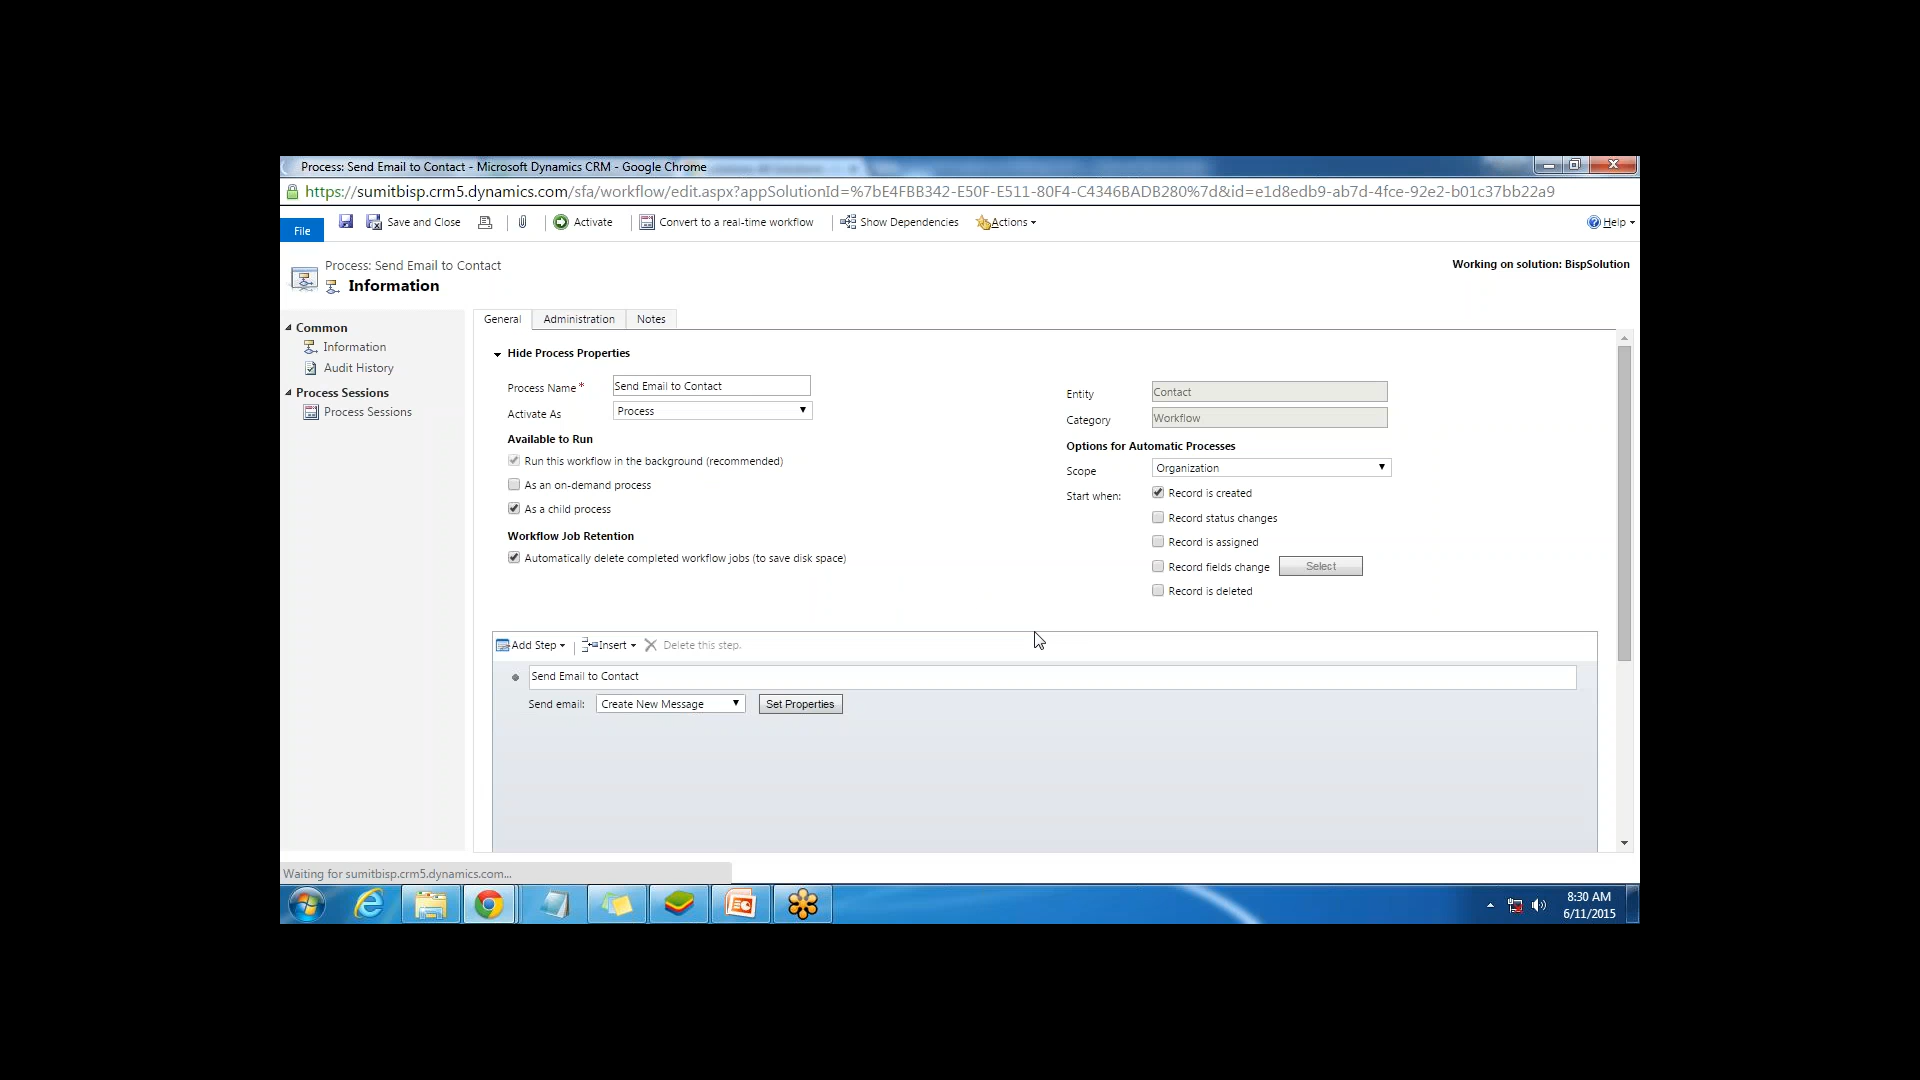 Process: Send Email to Contact - Microsoft Dynamics CRM - Google Chrome
https://sumitbisp.crm5.dynamics.com/sfa/workflow/edit.aspx?appSolutionId=%7bE4FBB342-E50F-E511-80F4-C4346BADB280%7d&id=e1d8edb9-ab7d-4fce-92e2-b01c37bb22a9
File Save and Close Activate Convert to a real-time workflow Show Dependencies Actions Help
Process: Send Email to Contact
Information
Working on solution: BispSolution
Common
Information
Audit History
Process Sessions
Process Sessions
General Administration Notes
Hide Process Properties
Process Name* Send Email to Contact
Activate As Process
Available to Run
Run this workflow in the background (recommended)
As an on-demand process
As a child process
Workflow Job Retention
Automatically delete completed workflow jobs (to save disk space)
Entity Contact
Category Workflow
Options for Automatic Processes
Scope Organization
Start when: Record is created
Record status changes
Record is assigned
Record fields change Select
Record is deleted
Add Step Insert Delete this step.
Send Email to Contact
Send email: Create New Message Set Properties
Waiting for sumitbisp.crm5.dynamics.com...
8:30 AM
6/11/2015